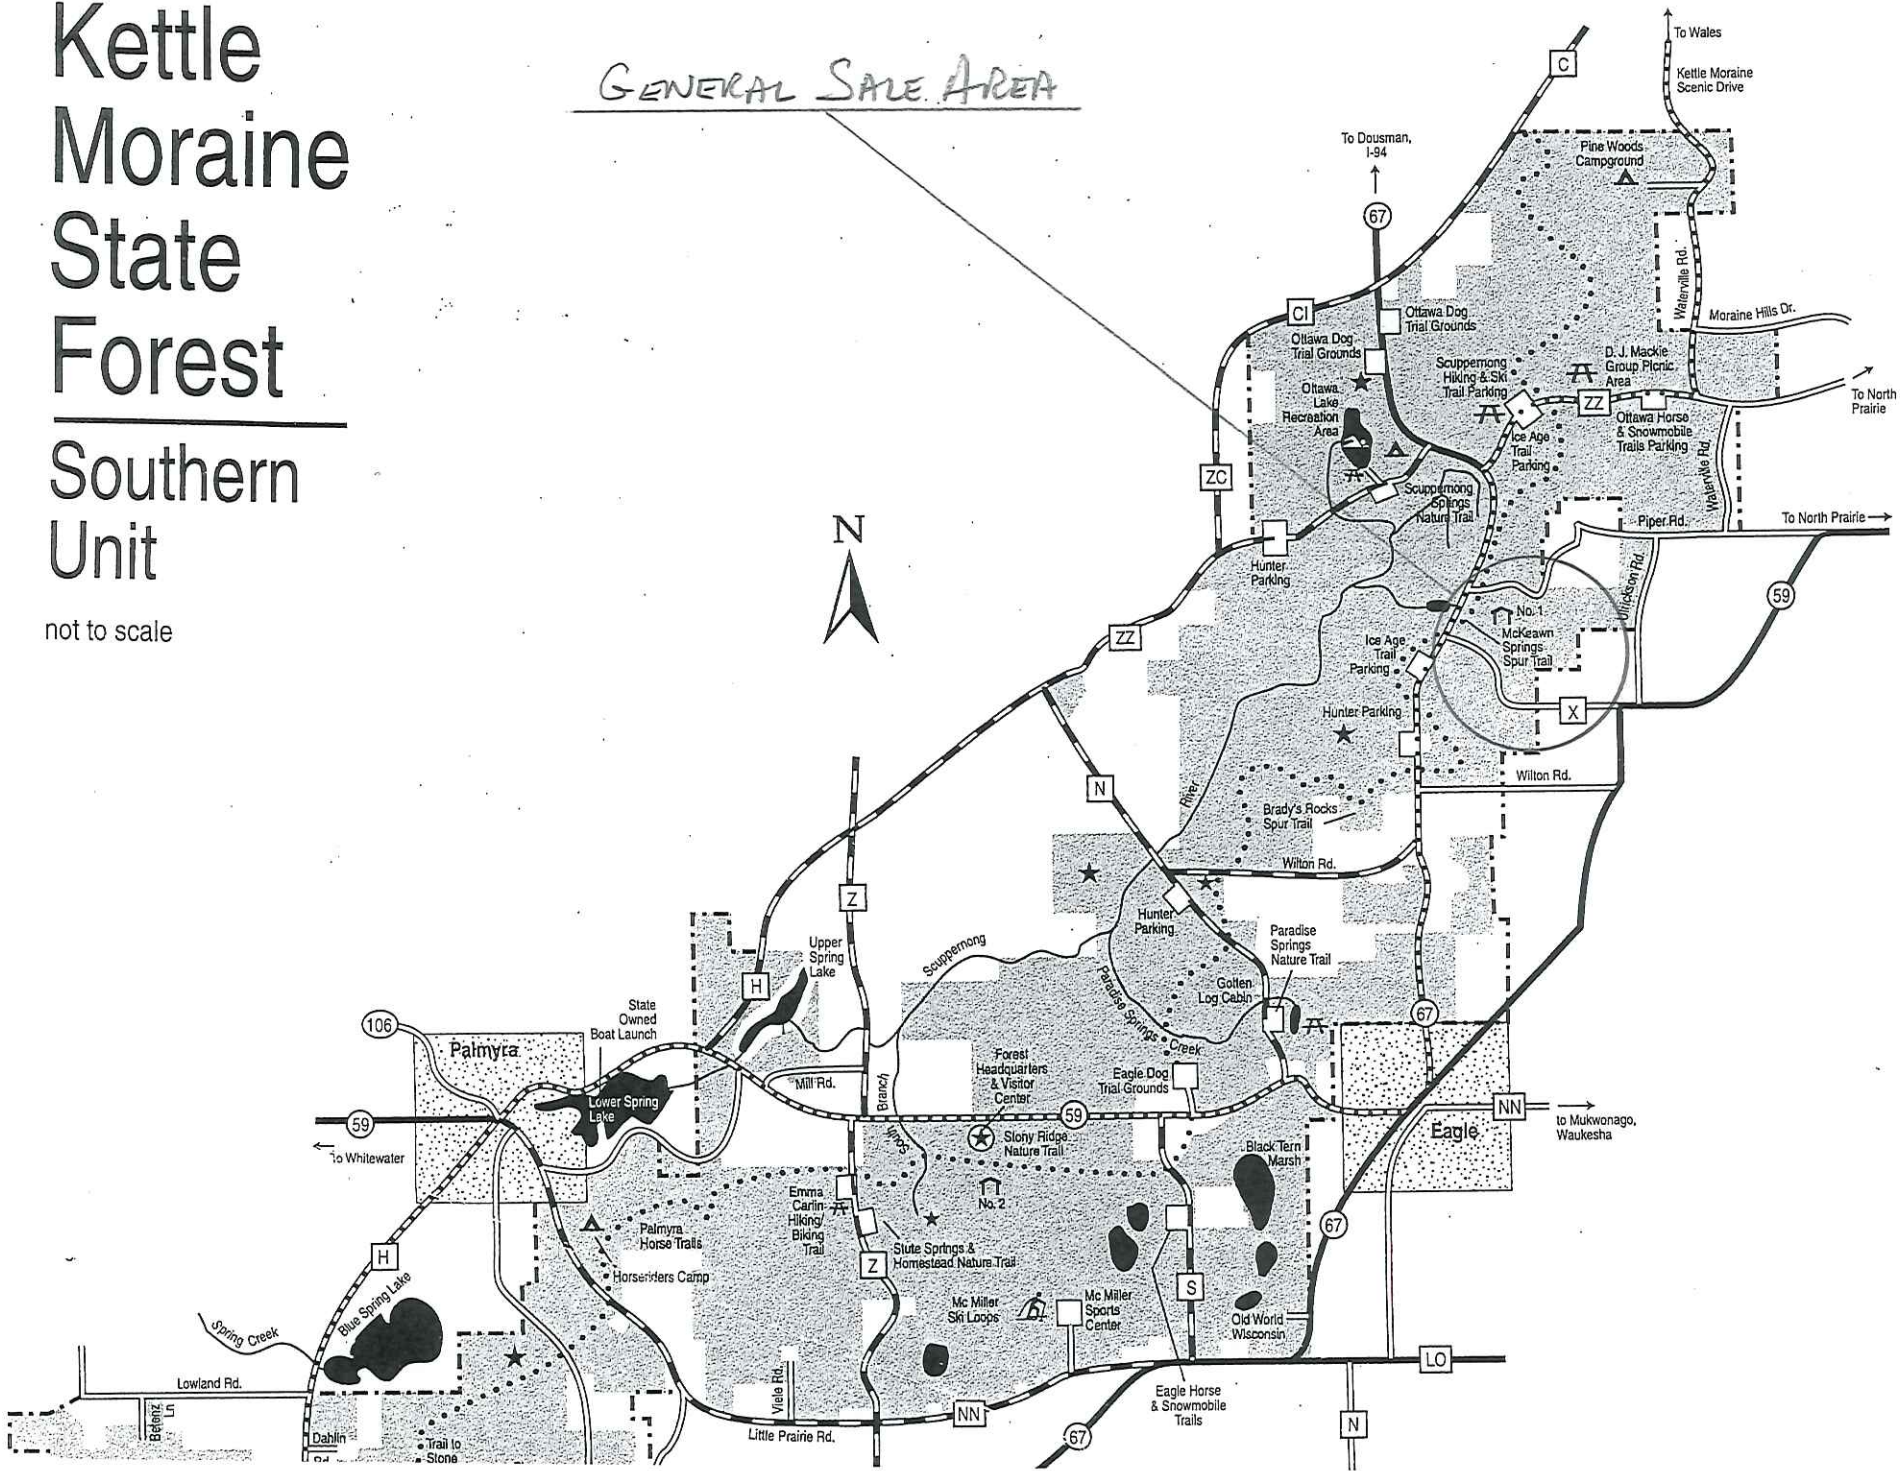 Kettle
Moraine
State
Forest
Southern
Unit
not to scale
GENERAL SALE AREA
N
C
To Wales
Kettle Moraine
Scenic Drive
To Dousman,
I-94
67
Pine Woods
Campground
Waterville Rd.
Moraine Hills Dr.
CI
Ottawa Dog
Trial Grounds
Ottawa Dog
Trial Grounds
Ottawa
Lake
Recreation
Area
Scuppernong
Hiking & Ski
Trail Parking
D. J. Mackie
Group Picnic
Area
ZZ
To North
Prairie
Ottawa Horse
& Snowmobile
Trails Parking
Ice Age
Trail
Parking
Waterville Rd.
ZC
Scuppernong
Springs
Nature Trail
Piper Rd.
To North Prairie
Hunter
Parking
59
No. 1
McKeawn
Springs
Spur Trail
ZZ
Ice Age
Trail
Parking
Hunter Parking
X
Wilton Rd.
N
River
Brady's Rocks
Spur Trail
Wilton Rd.
Z
Hunter
Parking
Paradise
Springs
Nature Trail
Upper
Spring
Lake
Scuppernong
H
Gotten
Log Cabin
Paradise Springs Creek
67
State
Owned
Boat Launch
106
Palmyra
Forest
Headquarters
& Visitor
Center
Eagle Dog
Trial Grounds
Mill Rd.
Branch
South
Lower Spring
Lake
59
59
NN
to Mukwonago,
Waukesha
Eagle
To Whitewater
Stony Ridge
Nature Trail
Black Tern
Marsh
Emma
Carlin
Hiking/
Biking
Trail
No. 2
Palmyra
Horse Trails
67
Stute Springs &
Homestead Nature Trail
H
Z
Horseriders Camp
S
Blue Spring Lake
Mc Miller
Ski Loops
Mc Miller
Sports
Center
Old World
Wisconsin
Spring Creek
LO
Lowland Rd.
Viele Rd.
Eagle Horse
& Snowmobile
Trails
NN
N
Little Prairie Rd.
67
Dahlin
Rd.
Trail to
Stone